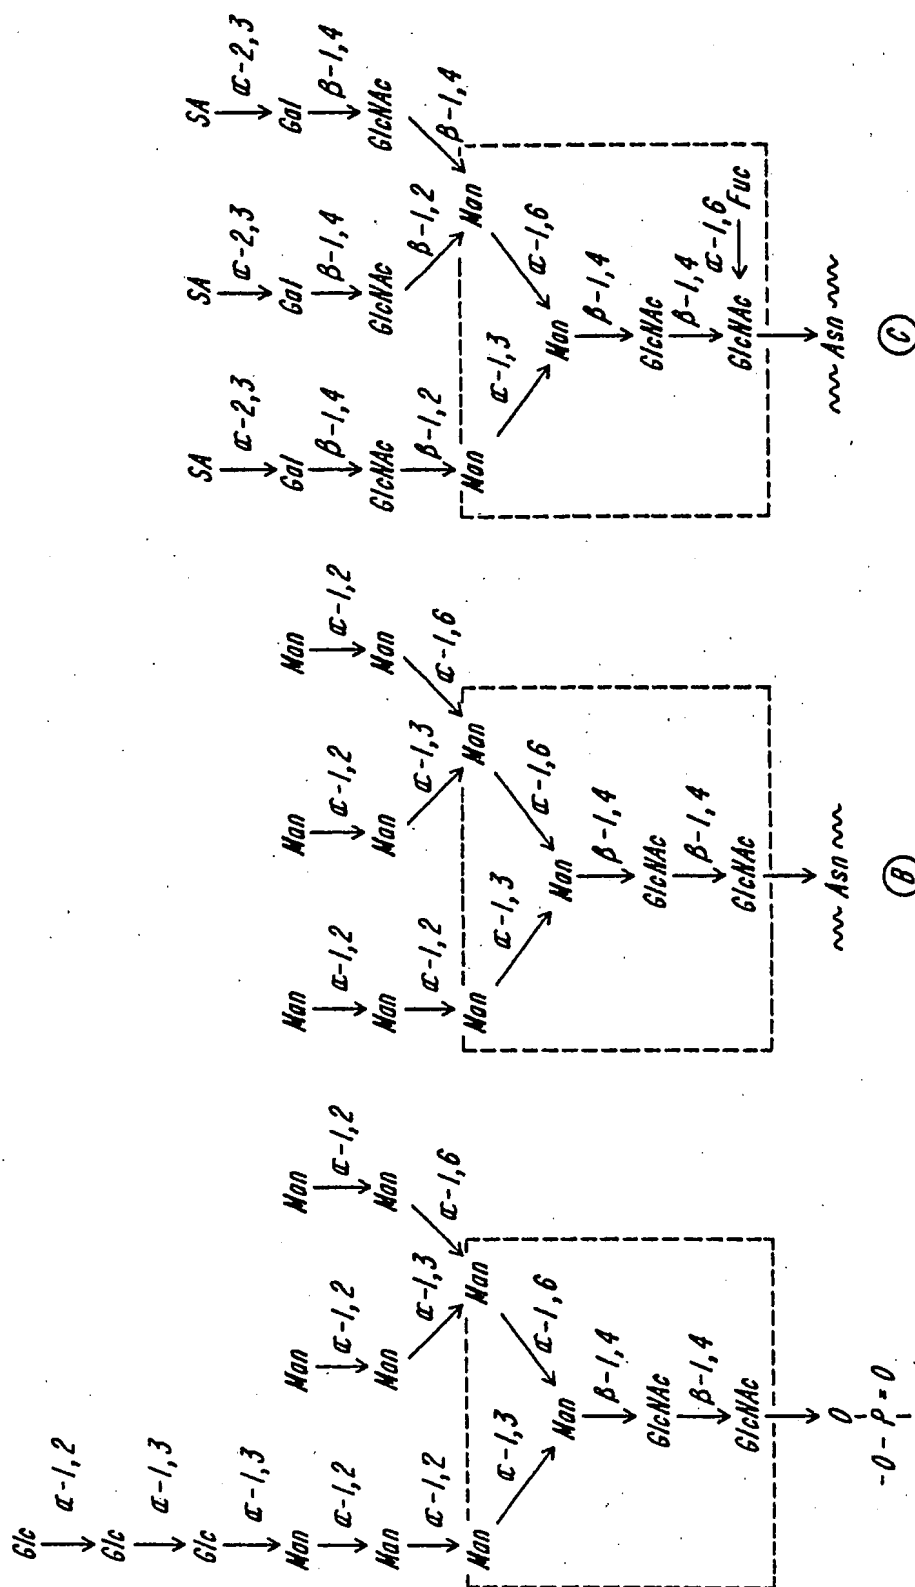 Glc
α-1,2
Glc
α-1,3
Glc
α-1,3
Man Man Man
α-1,2 α-1,2 α-1,2
Man Man Man
α-1,2 α-1,3 α-1,6
Man Man
α-1,3 α-1,6
Man
β-1,4
GlcNAc
β-1,4
GlcNAc
O
-O-P=O
Man Man Man
α-1,2 α-1,2 α-1,2
Man Man Man
α-1,2 α-1,3 α-1,6
Man Man
α-1,3 α-1,6
Man
β-1,4
GlcNAc
β-1,4
GlcNAc
Asn
B
SA SA SA
α-2,3 α-2,3 α-2,3
Gal Gal Gal
β-1,4 β-1,4 β-1,4
GlcNAc GlcNAc GlcNAc
β-1,2 β-1,2 β-1,4
Man Man
α-1,3 α-1,6
Man
β-1,4
GlcNAc
β-1,4 α-1,6
GlcNAc Fuc
Asn
C